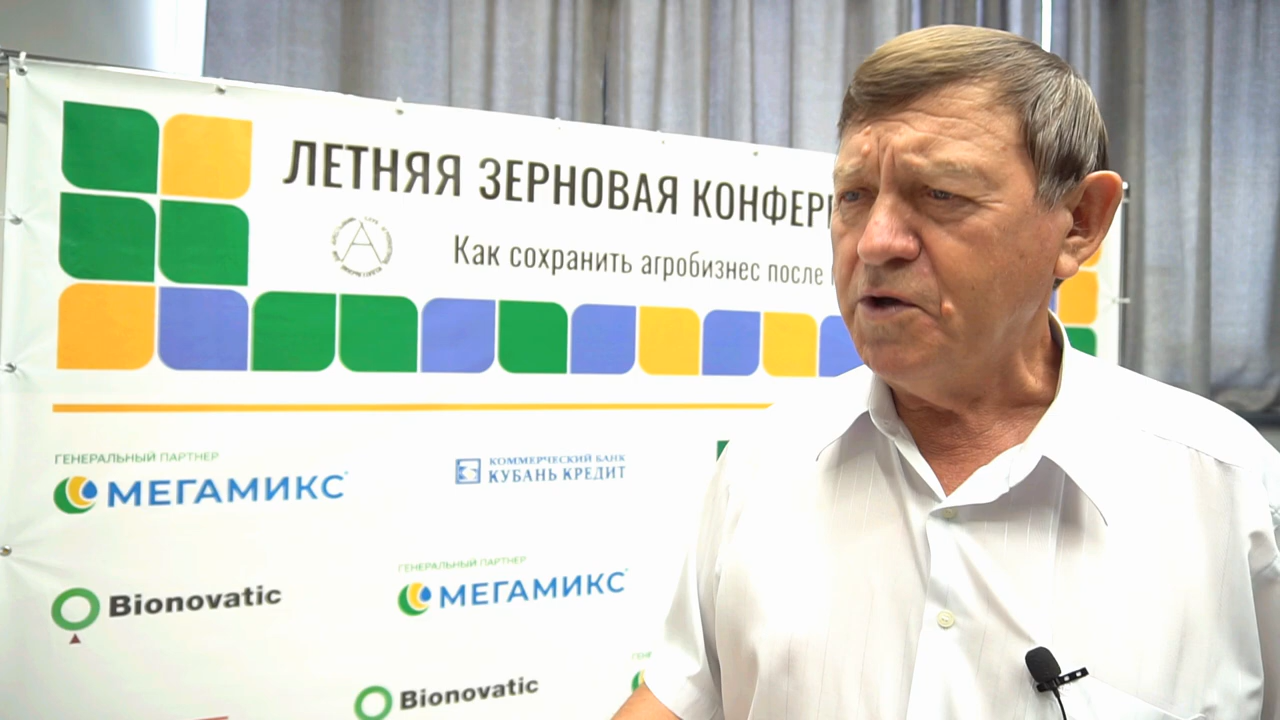 ЛЕТНЯЯ ЗЕРНОВАЯ КОНФЕР
А
Как сохранить агробизнес после
ГЕНЕРАЛЬНЫЙ ПАРТНЕР
МЕГАМИКС
КОММЕРЧЕСКИЙ БАНК
КУБАНЬ КРЕДИТ
ГЕНЕРАЛЬНЫЙ ПАРТНЕР
МЕГАМИКС
Bionovatic
Bionovatic